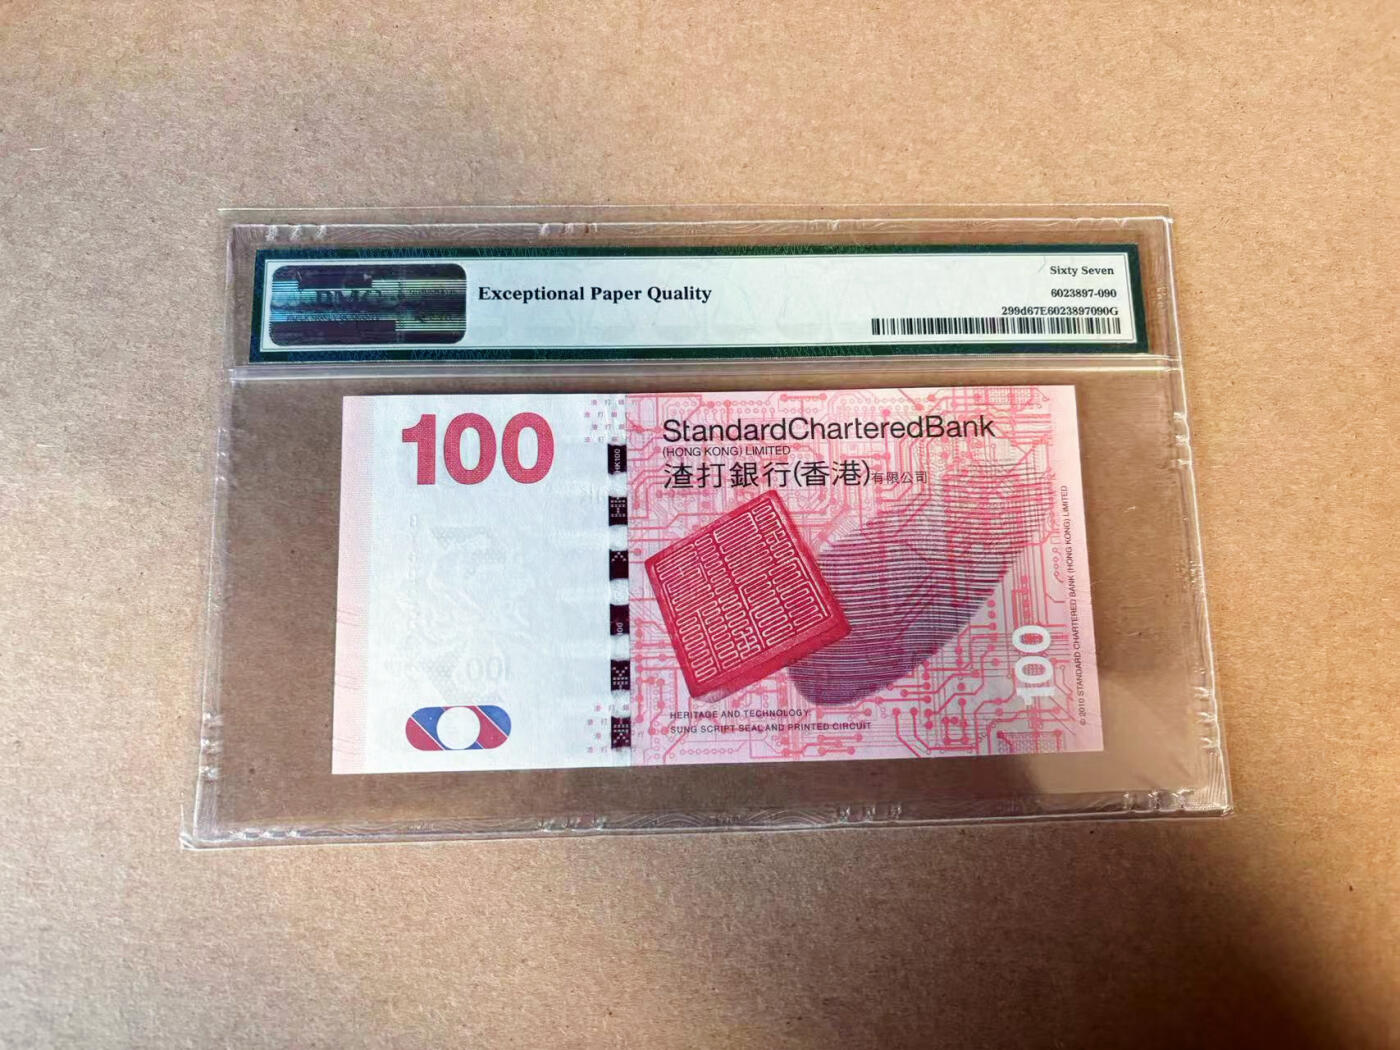 Exceptional Paper Quality
Sixty Seven
6023897-090
299d67E6023897090G
100
StandardCharteredBank
(HONG KONG) LIMITED
渣打銀行(香港)有限公司
HK100
100
HERITAGE AND TECHNOLOGY:
SUNG SCRIPT SEAL AND PRINTED CIRCUIT
© 2010 STANDARD CHARTERED BANK (HONG KONG) LIMITED